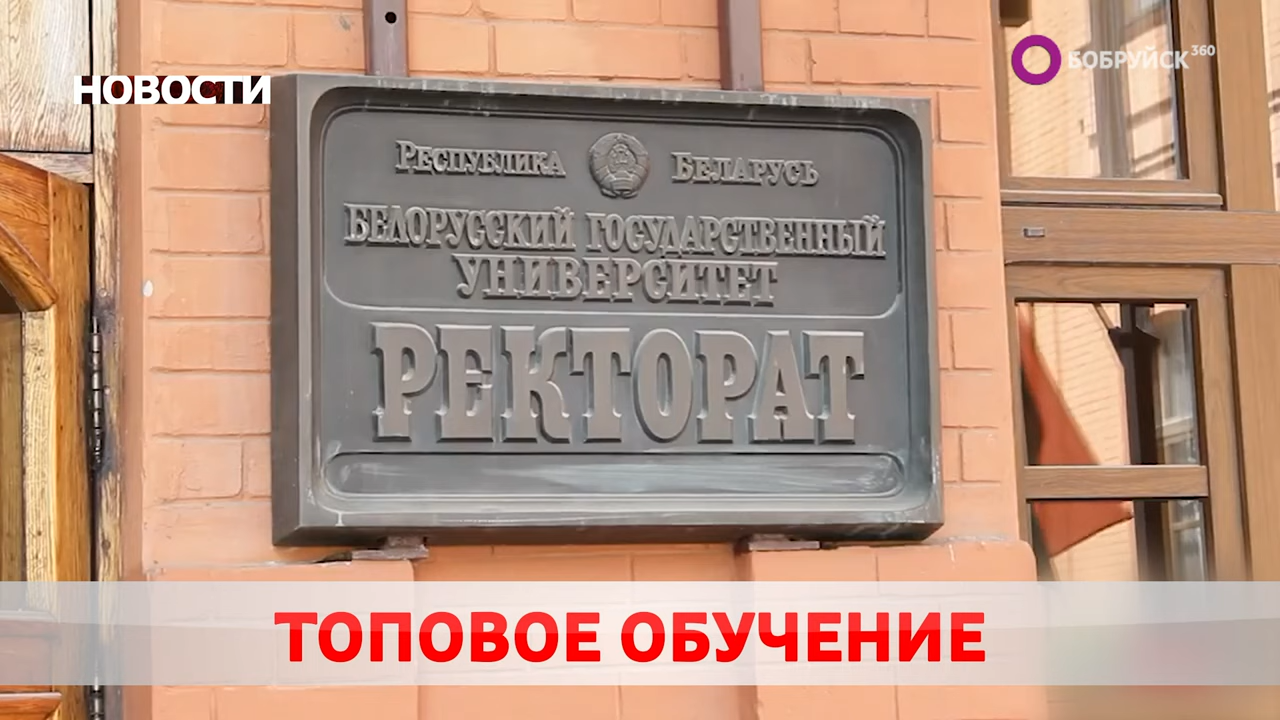 НОВОСТИ
БОБРУЙСК 360
РЕСПУБЛИКА БЕЛАРУСЬ
БЕЛОРУССКИЙ ГОСУДАРСТВЕННЫЙ
УНИВЕРСИТЕТ
РЕКТОРАТ
ТОПОВОЕ ОБУЧЕНИЕ